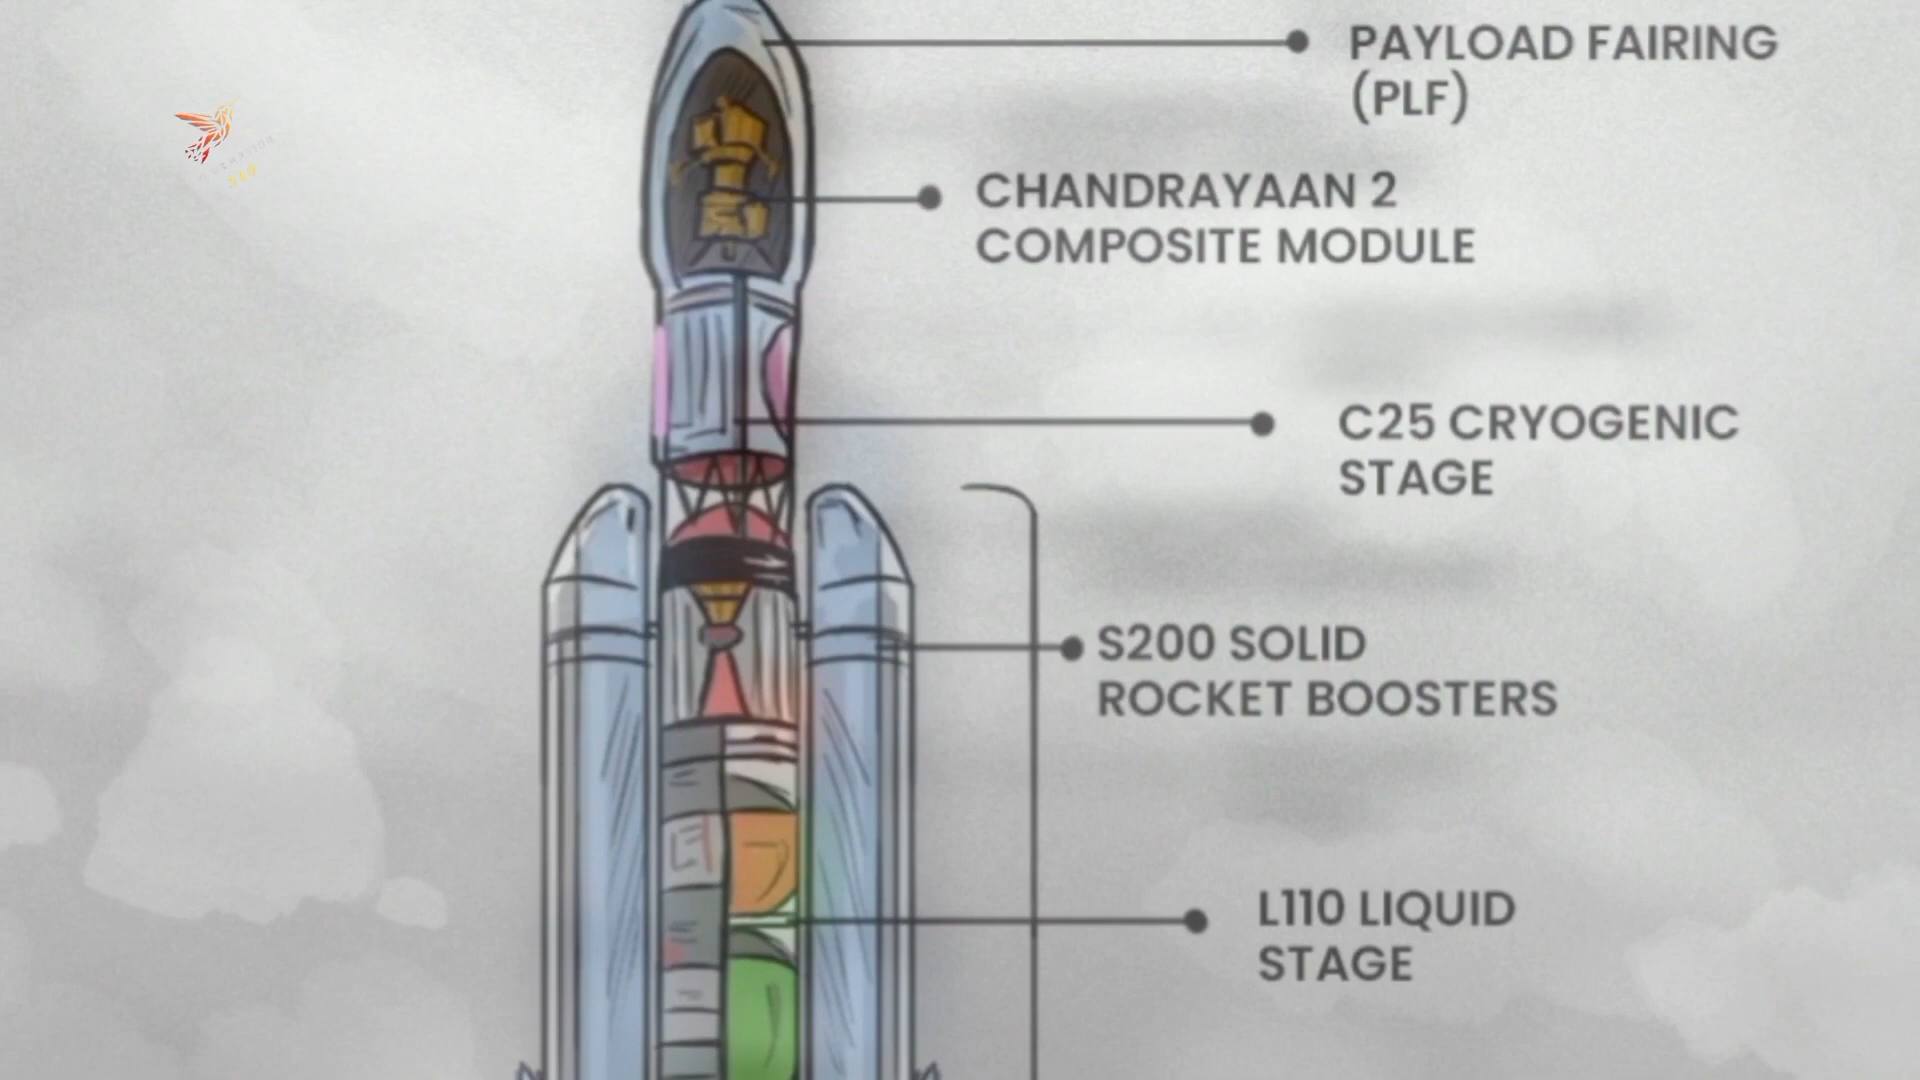 PAYLOAD FAIRING
(PLF)
CHANDRAYAAN 2
COMPOSITE MODULE
C25 CRYOGENIC
STAGE
S200 SOLID
ROCKET BOOSTERS
L110 LIQUID
STAGE